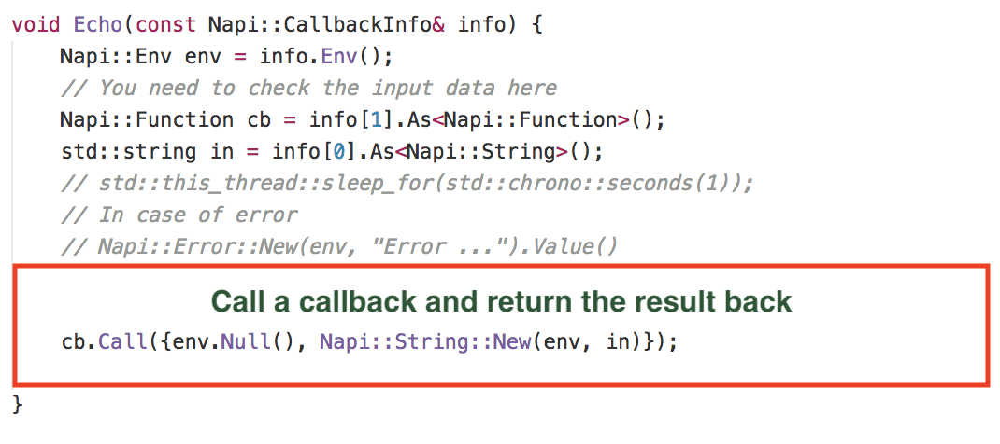 void Echo(const Napi::CallbackInfo& info) {
    Napi::Env env = info.Env();
    // You need to check the input data here
    Napi::Function cb = info[1].As<Napi::Function>();
    std::string in = info[0].As<Napi::String>();
    // std::this_thread::sleep_for(std::chrono::seconds(1));
    // In case of error
    // Napi::Error::New(env, "Error ...").Value()
Call a callback and return the result back
    cb.Call({env.Null(), Napi::String::New(env, in)});
}